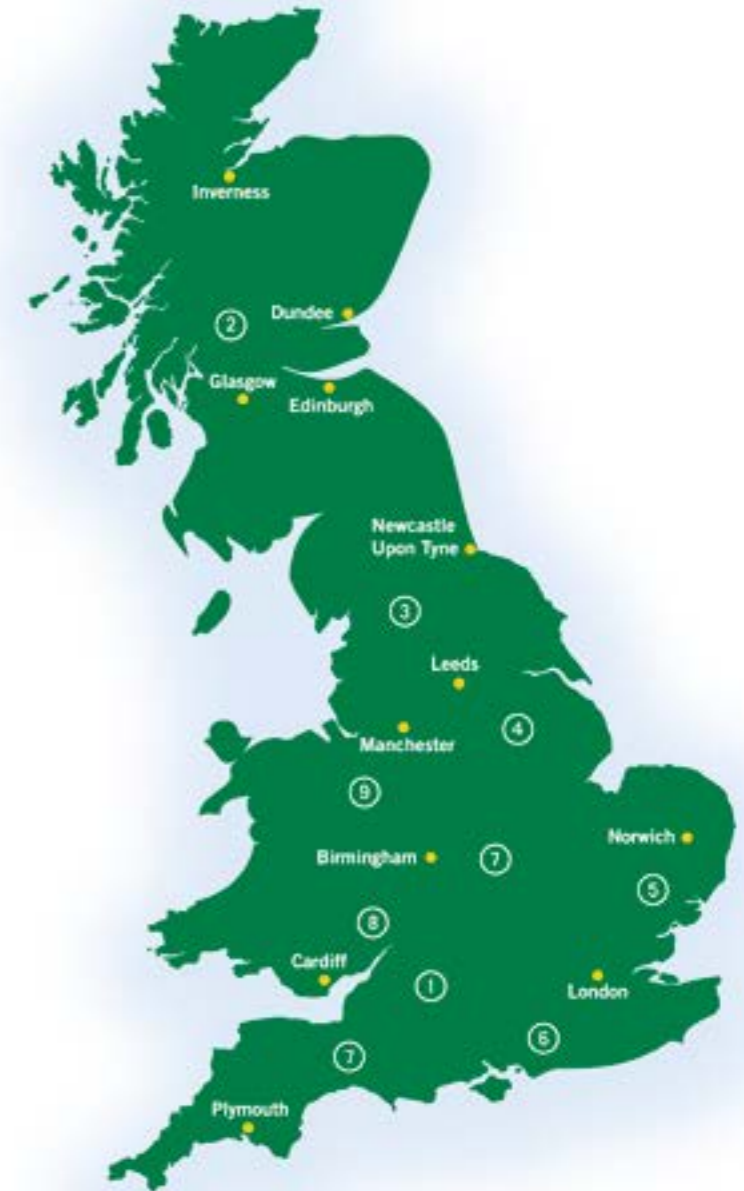 Inverness
Dundee
2
Glasgow
Edinburgh
Newcastle
Upon Tyne
3
Leeds
4
Manchester
9
Norwich
Birmingham
7
5
8
Cardiff
London
1
6
7
Plymouth